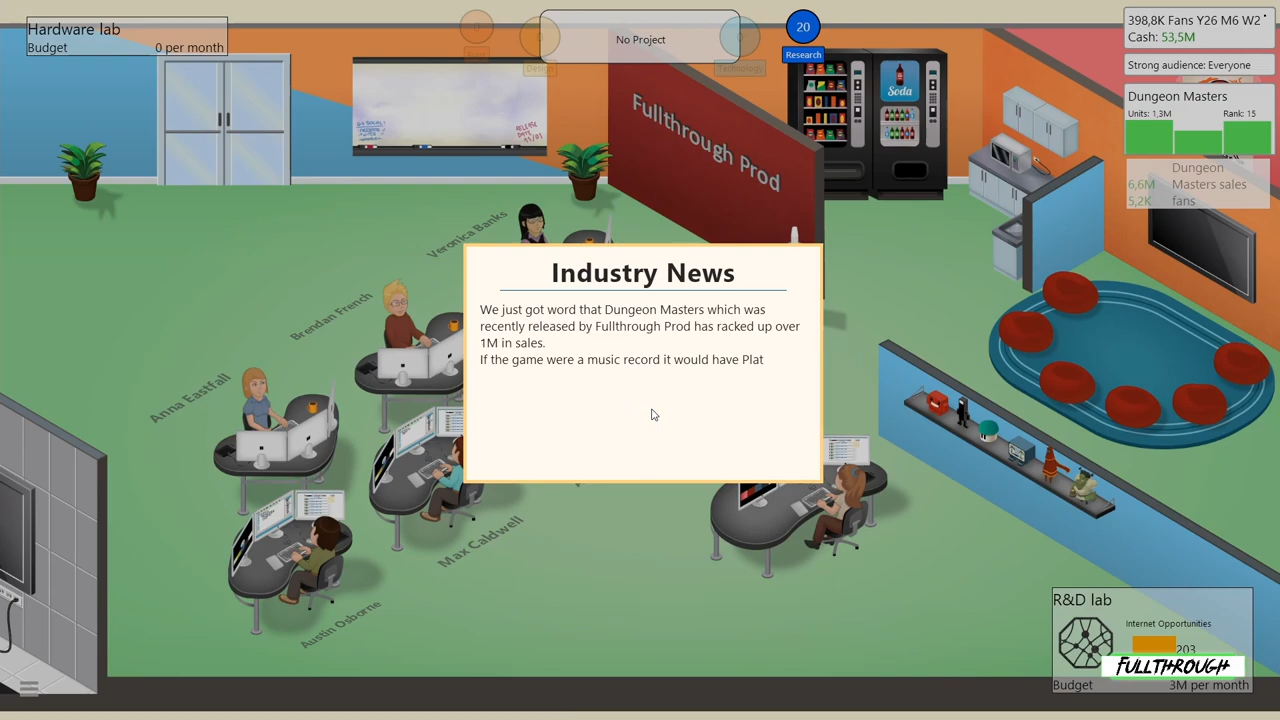 Hardware lab
Budget 0 per month
No Project
20
Research
Design
Technology
398,8K Fans Y26 M6 W2
Cash: 53,5M
Strong audience: Everyone
Dungeon Masters
Units: 1,3M Rank: 15
6,6M Dungeon Masters sales
5,2K fans
Fullthrough Prod
Soda
RELEASE DATE
Veronica Banks
Brendan French
Anna Eastfall
Max Caldwell
Austin Osborne
Industry News
We just got word that Dungeon Masters which was
recently released by Fullthrough Prod has racked up over
1M in sales.
If the game were a music record it would have Plat
R&D lab
Internet Opportunities
203
FULLTHROUGH
Budget 3M per month